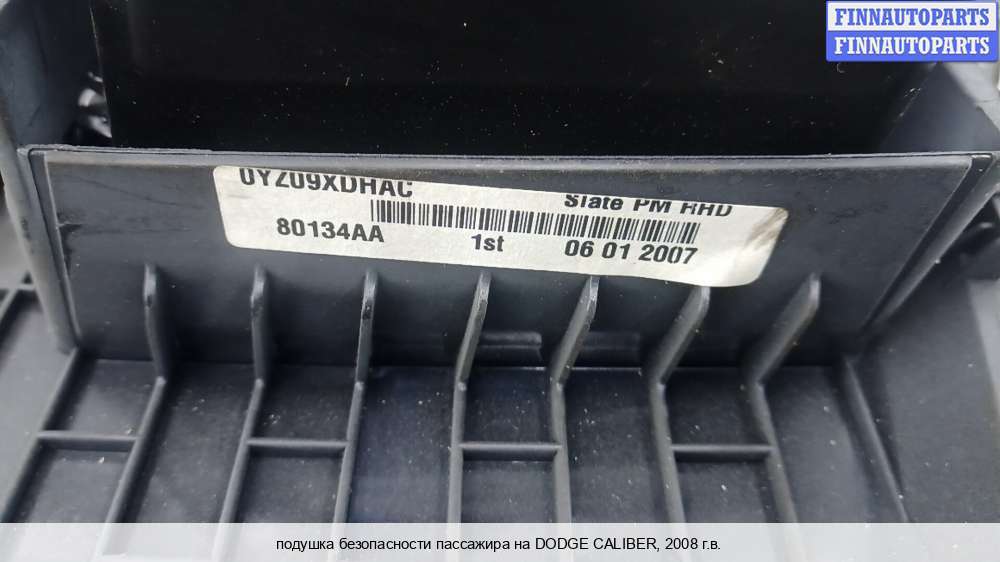 FINNAUTOPARTS
FINNAUTOPARTS
0YZ09XDHAC Slate PM RHD
80134AA 1st 06 01 2007
подушка безопасности пассажира на DODGE CALIBER, 2008 г.в.